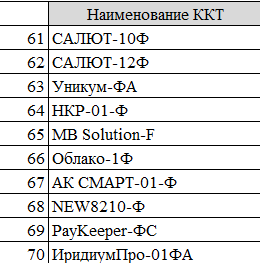 Наименование ККТ
61 САЛЮТ-10Ф
62 САЛЮТ-12Ф
63 Уникум-ФА
64 НКР-01-Ф
65 MB Solution-F
66 Облако-1Ф
67 АК СМАРТ-01-Ф
68 NEW8210-Ф
69 PayKeeper-ФС
70 ИридиумПро-01ФА